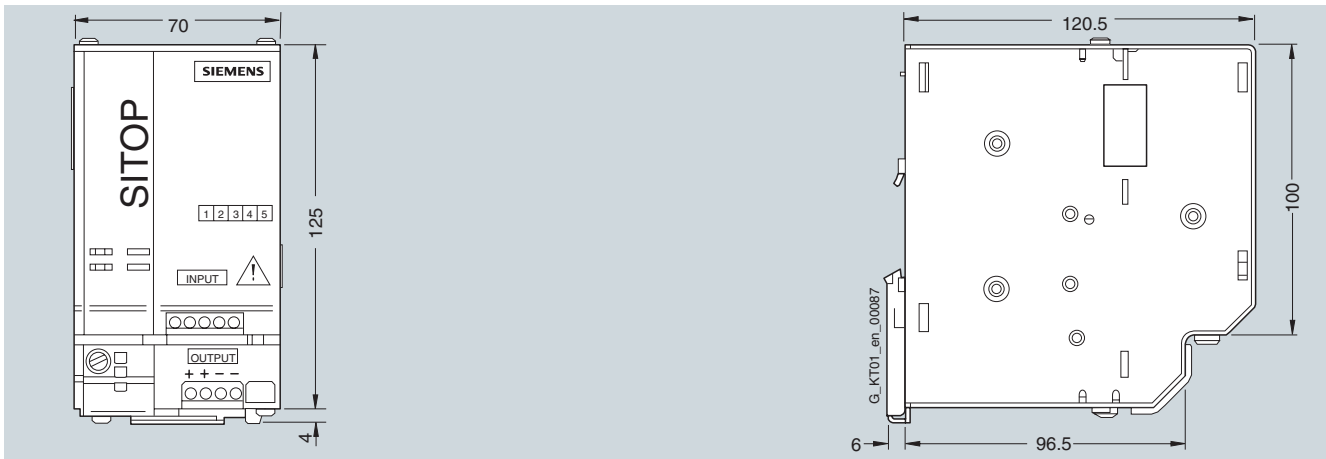 70
SIEMENS
SITOP
1 2 3 4 5
125
INPUT
OUTPUT
+ + − −
4
120.5
100
G_KT01_en_00087
6
96.5